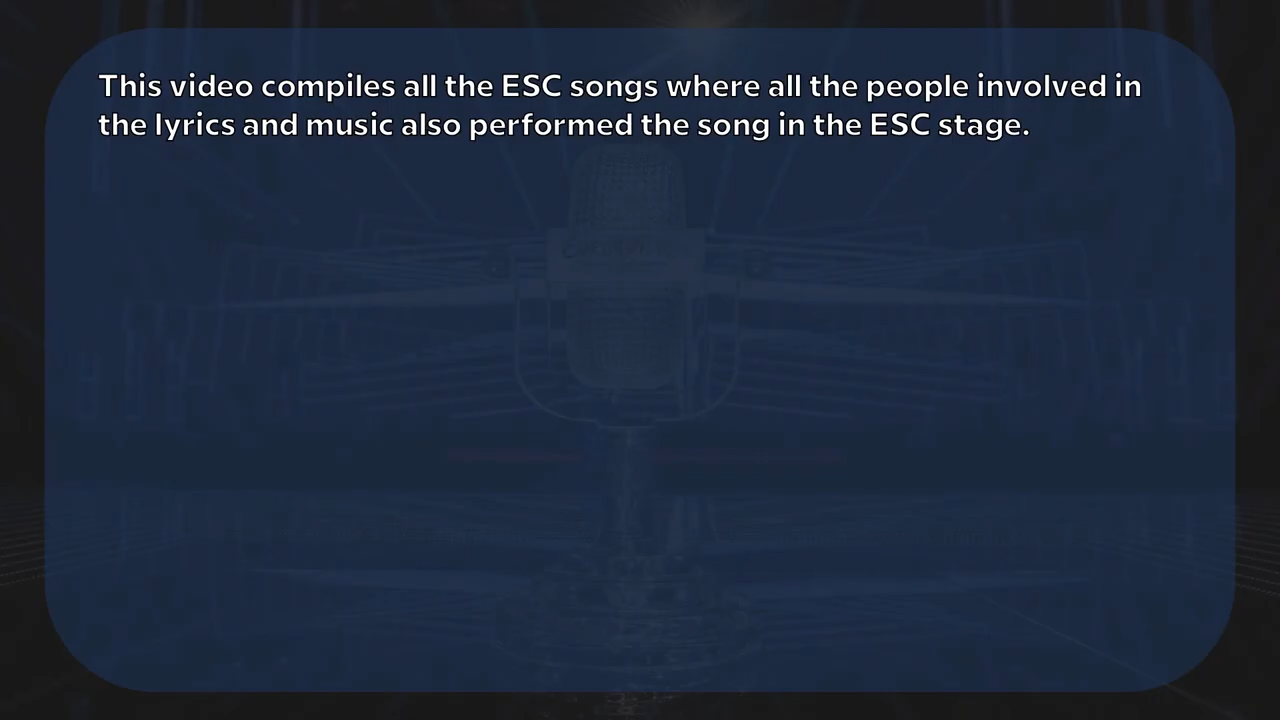 This video compiles all the ESC songs where all the people involved in
the lyrics and music also performed the song in the ESC stage.